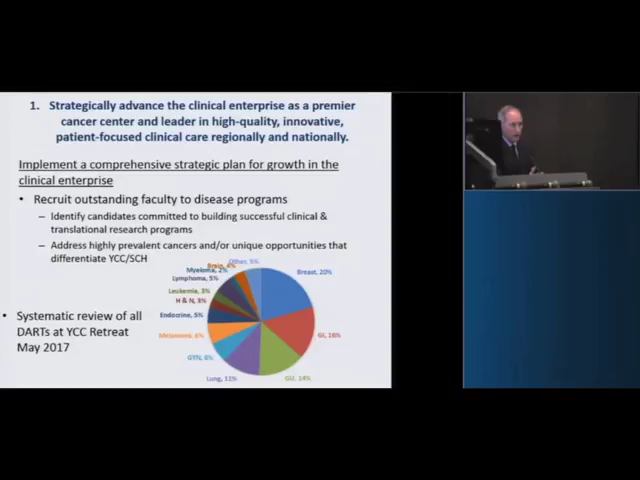 1. Strategically advance the clinical enterprise as a premier
cancer center and leader in high-quality, innovative,
patient-focused clinical care regionally and nationally.
Implement a comprehensive strategic plan for growth in the
clinical enterprise
• Recruit outstanding faculty to disease programs
– Identify candidates committed to building successful clinical &
translational research programs
– Address highly prevalent cancers and/or unique opportunities that
differentiate YCC/SCH
• Systematic review of all
DARTs at YCC Retreat
May 2017
Other, 5%
Brain, 4%
Myeloma, 2%
Lymphoma, 5%
Leukemia, 3%
H & N, 3%
Endocrine, 5%
Melanoma, 6%
GYN, 6%
Lung, 11%
GU, 14%
GI, 16%
Breast, 20%